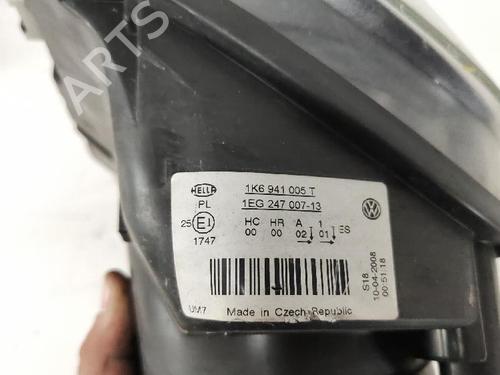 ARTS
HELLA 1K6 941 005 T
PL 1EG 247 007-13
25 E1 HC HR A 1 ES
1747 00 00 02 01
UM7 Made in Czech Republic
S18
10-04-2008
00:51:18